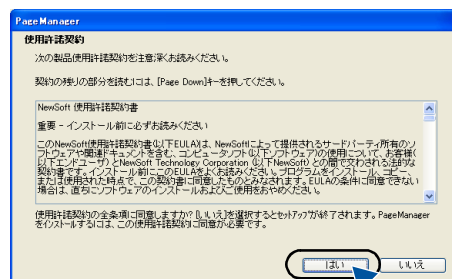 PageManager
使用許諾契約
次の製品使用許諾契約を注意深くお読みください。
契約の残りの部分を読むには、[Page Down]キーを押してください。
NewSoft 使用許諾契約書
重要 - インストール前に必ずお読みください
このNewSoft使用許諾契約書(以下EULA)は、NewSoftによって提供されるサードパーティ所有のソ
フトウェアや関連ドキュメントを含む、コンピュータソフト(以下ソフトウェア)の使用について、お客様(
以下エンドユーザ)とNewSoft Technology Corporation (以下NewSoft) との間で交わされる法的な
契約書です。インストール前にこのEULAをよくお読みください。プログラムをインストール、コピー、
または使用された時点で、この契約書に同意したものとみなされます。EULAの条件に同意できない
場合は、直ちにソフトウェアのインストールおよびご使用をおやめください。
使用許諾契約の全条項に同意しますか? [いいえ]を選択するとセットアップが終了されます。PageManager
をインストールするには、この使用許諾契約に同意が必要です。
はい
いいえ